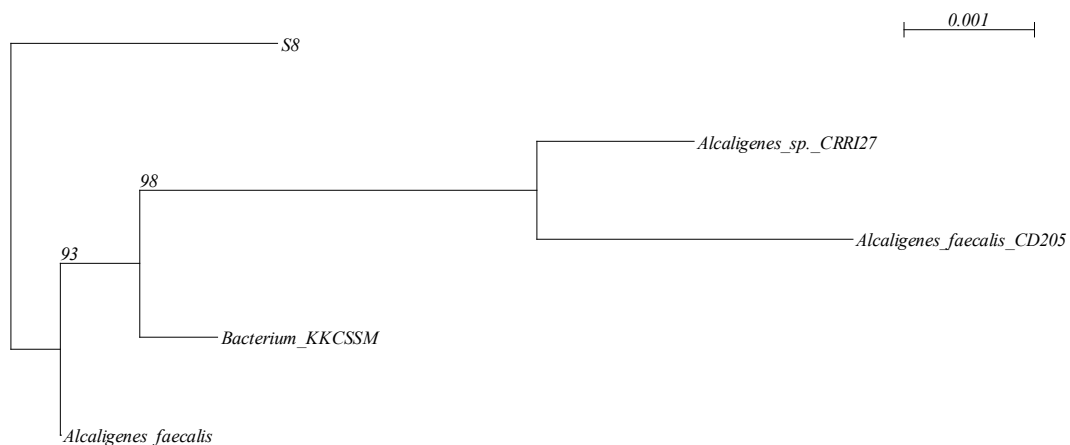 0.001
S8
Alcaligenes_sp._CRRI27
98
Alcaligenes_faecalis_CD205
93
Bacterium_KKCSSM
Alcaligenes_faecalis